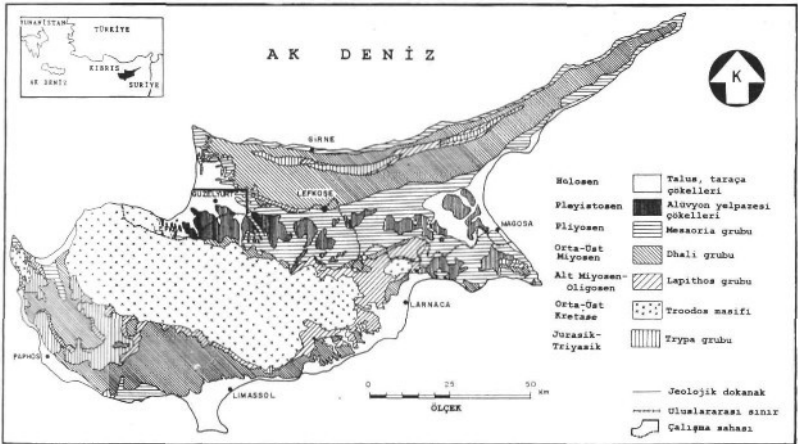 YUNANİSTAN
TÜRKİYE
KIBRIS
AK DENİZ
SURİYE
AK DENİZ
K
GİRNE
GÜZELYURT
LEFKOŞE
MAGOSA
LARNACA
PAPHOS
LIMASSOL
Holosen
Talus, taraça
çökelleri
Pleyistosen
Alüvyon yelpazesi
çökelleri
Pliyosen
Mesaoria grubu
Orta-Üst
Miyosen
Dhali grubu
Alt Miyosen-
Oligosen
Lapithos grubu
Orta-Üst
Kretase
Troodos masifi
Jurasik-
Triyasik
Trypa grubu
0 25 50
Km
ÖLÇEK
Jeolojik dokanak
Uluslararası sınır
Çalışma sahası